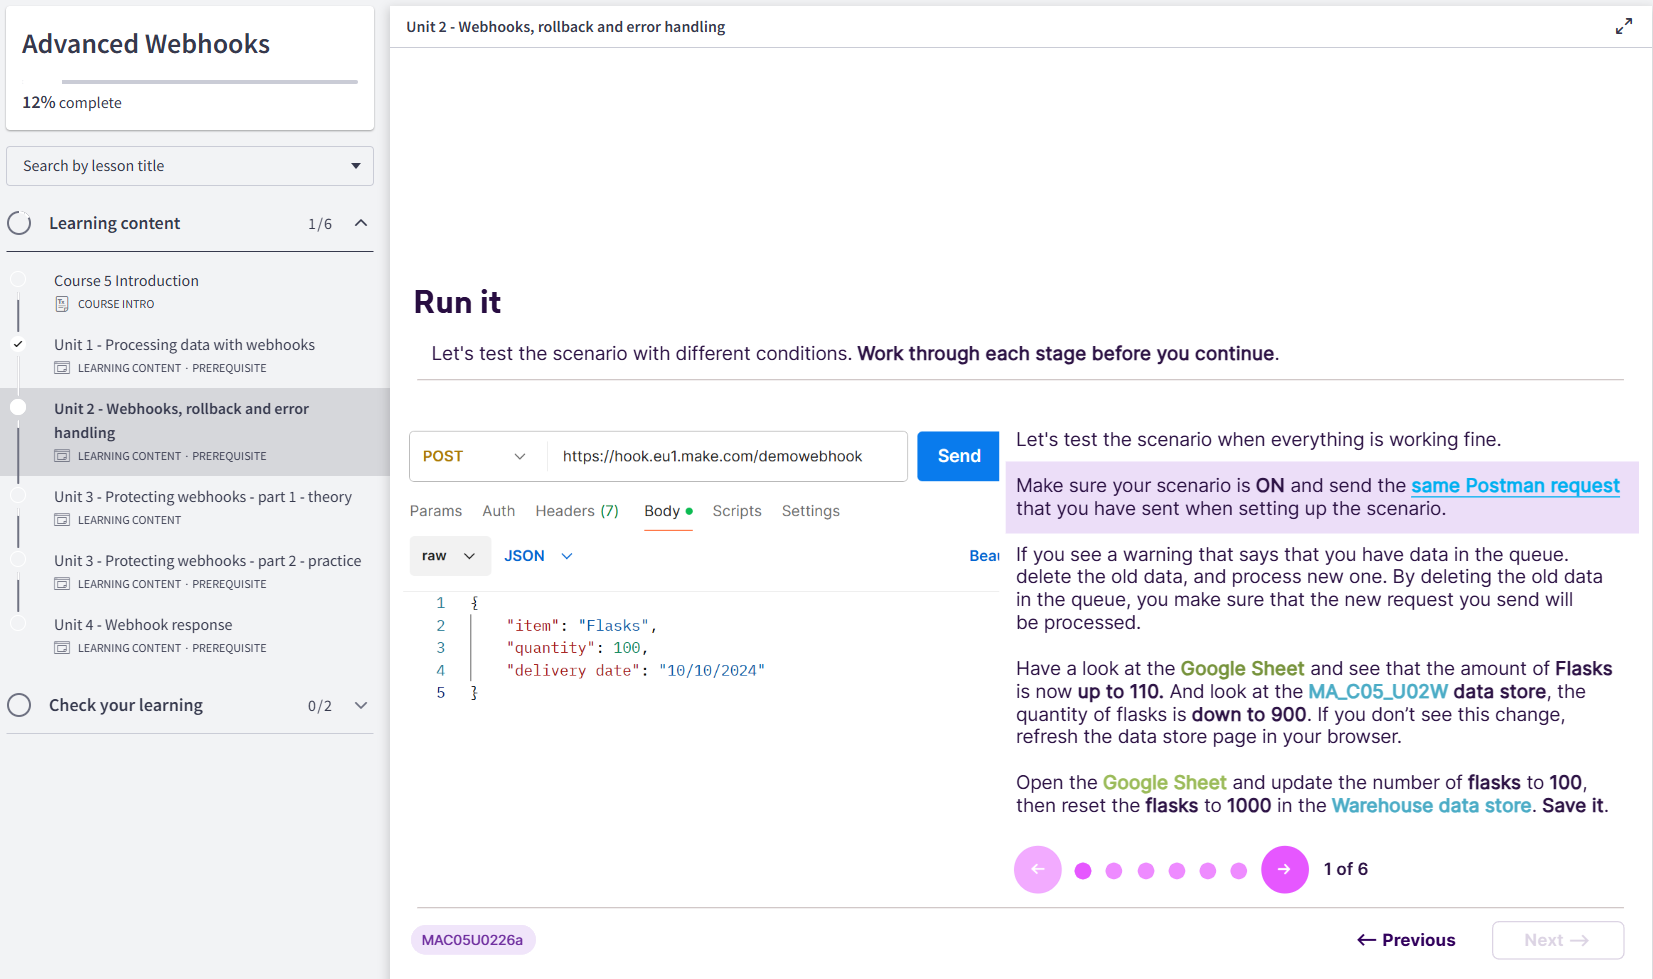 Advanced Webhooks
12% complete
Search by lesson title
Learning content 1/6
Course 5 Introduction
COURSE INTRO
Unit 1 - Processing data with webhooks
LEARNING CONTENT · PREREQUISITE
Unit 2 - Webhooks, rollback and error
handling
LEARNING CONTENT · PREREQUISITE
Unit 3 - Protecting webhooks - part 1 - theory
LEARNING CONTENT
Unit 3 - Protecting webhooks - part 2 - practice
LEARNING CONTENT · PREREQUISITE
Unit 4 - Webhook response
LEARNING CONTENT · PREREQUISITE
Check your learning 0/2
Unit 2 - Webhooks, rollback and error handling
Run it
Let's test the scenario with different conditions. Work through each stage before you continue.
POST https://hook.eu1.make.com/demowebhook Send
Params Auth Headers (7) Body Scripts Settings
raw JSON Beau
1 {
2 "item": "Flasks",
3 "quantity": 100,
4 "delivery date": "10/10/2024"
5 }
Let's test the scenario when everything is working fine.
Make sure your scenario is ON and send the same Postman request
that you have sent when setting up the scenario.
If you see a warning that says that you have data in the queue.
delete the old data, and process new one. By deleting the old data
in the queue, you make sure that the new request you send will
be processed.
Have a look at the Google Sheet and see that the amount of Flasks
is now up to 110. And look at the MA_C05_U02W data store, the
quantity of flasks is down to 900. If you don’t see this change,
refresh the data store page in your browser.
Open the Google Sheet and update the number of flasks to 100,
then reset the flasks to 1000 in the Warehouse data store. Save it.
1 of 6
MAC05U0226a
Previous
Next